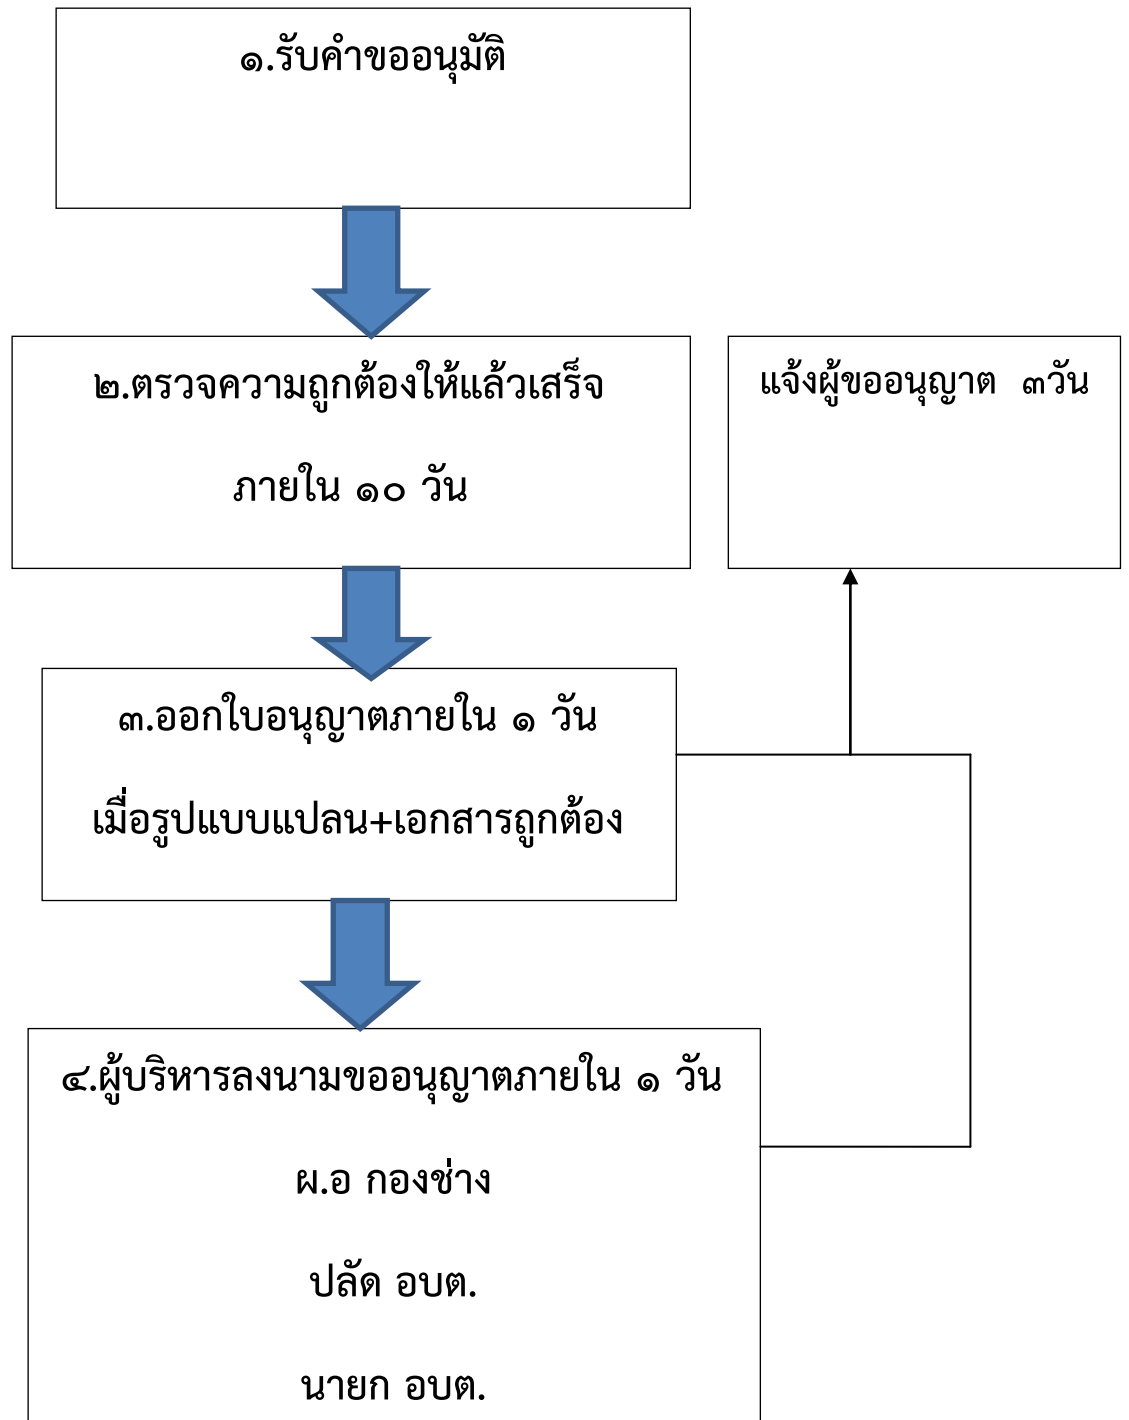 ๑.รับคำขออนุมัติ
๒.ตรวจความถูกต้องให้แล้วเสร็จ
ภายใน ๑๐ วัน
แจ้งผู้ขออนุญาต ๓วัน
๓.ออกใบอนุญาตภายใน ๑ วัน
เมื่อรูปแบบแปลน+เอกสารถูกต้อง
๔.ผู้บริหารลงนามขออนุญาตภายใน ๑ วัน
ผ.อ กองช่าง
ปลัด อบต.
นายก อบต.